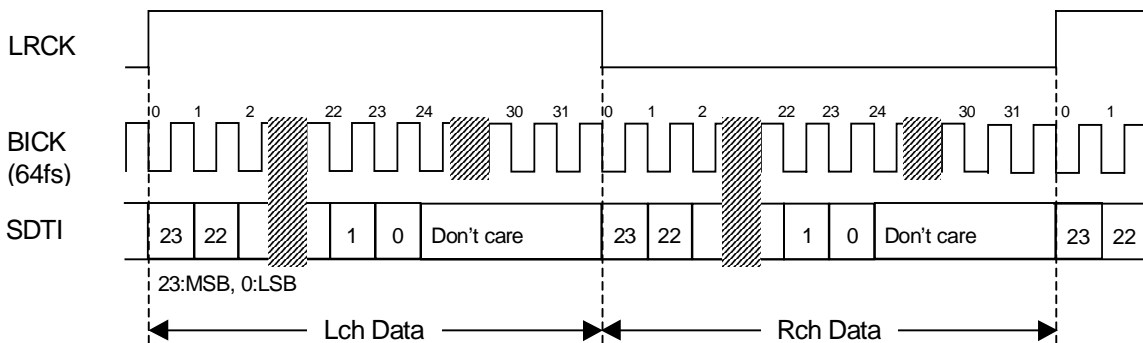 LRCK
0 1 2 22 23 24 30 31 0 1 2 22 23 24 30 31 0 1
BICK
(64fs)
SDTI 23 22 1 0 Don't care 23 22 1 0 Don't care 23 22
23:MSB, 0:LSB
Lch Data Rch Data